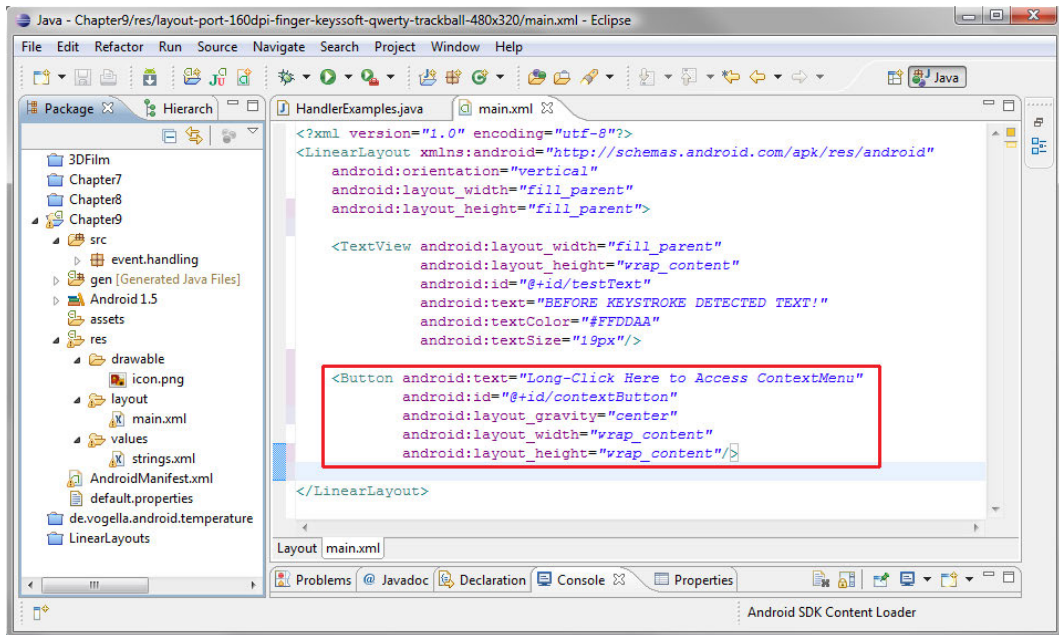 Java - Chapter9/res/layout-port-160dpi-finger-keyssoft-qwerty-trackball-480x320/main.xml - Eclipse
File Edit Refactor Run Source Navigate Search Project Window Help
Java
Package Hierarch
3DFilm
Chapter7
Chapter8
Chapter9
src
event.handling
gen [Generated Java Files]
Android 1.5
assets
res
drawable
icon.png
layout
main.xml
values
strings.xml
AndroidManifest.xml
default.properties
de.vogella.android.temperature
LinearLayouts
HandlerExamples.java main.xml
<?xml version="1.0" encoding="utf-8"?>
<LinearLayout xmlns:android="http://schemas.android.com/apk/res/android"
android:orientation="vertical"
android:layout_width="fill_parent"
android:layout_height="fill_parent">
<TextView android:layout_width="fill_parent"
android:layout_height="wrap_content"
android:id="@+id/testText"
android:text="BEFORE KEYSTROKE DETECTED TEXT!"
android:textColor="#FFDDAA"
android:textSize="19px"/>
<Button android:text="Long-Click Here to Access ContextMenu"
android:id="@+id/contextButton"
android:layout_gravity="center"
android:layout_width="wrap_content"
android:layout_height="wrap_content"/>
</LinearLayout>
Layout main.xml
Problems @ Javadoc Declaration Console Properties
Android SDK Content Loader